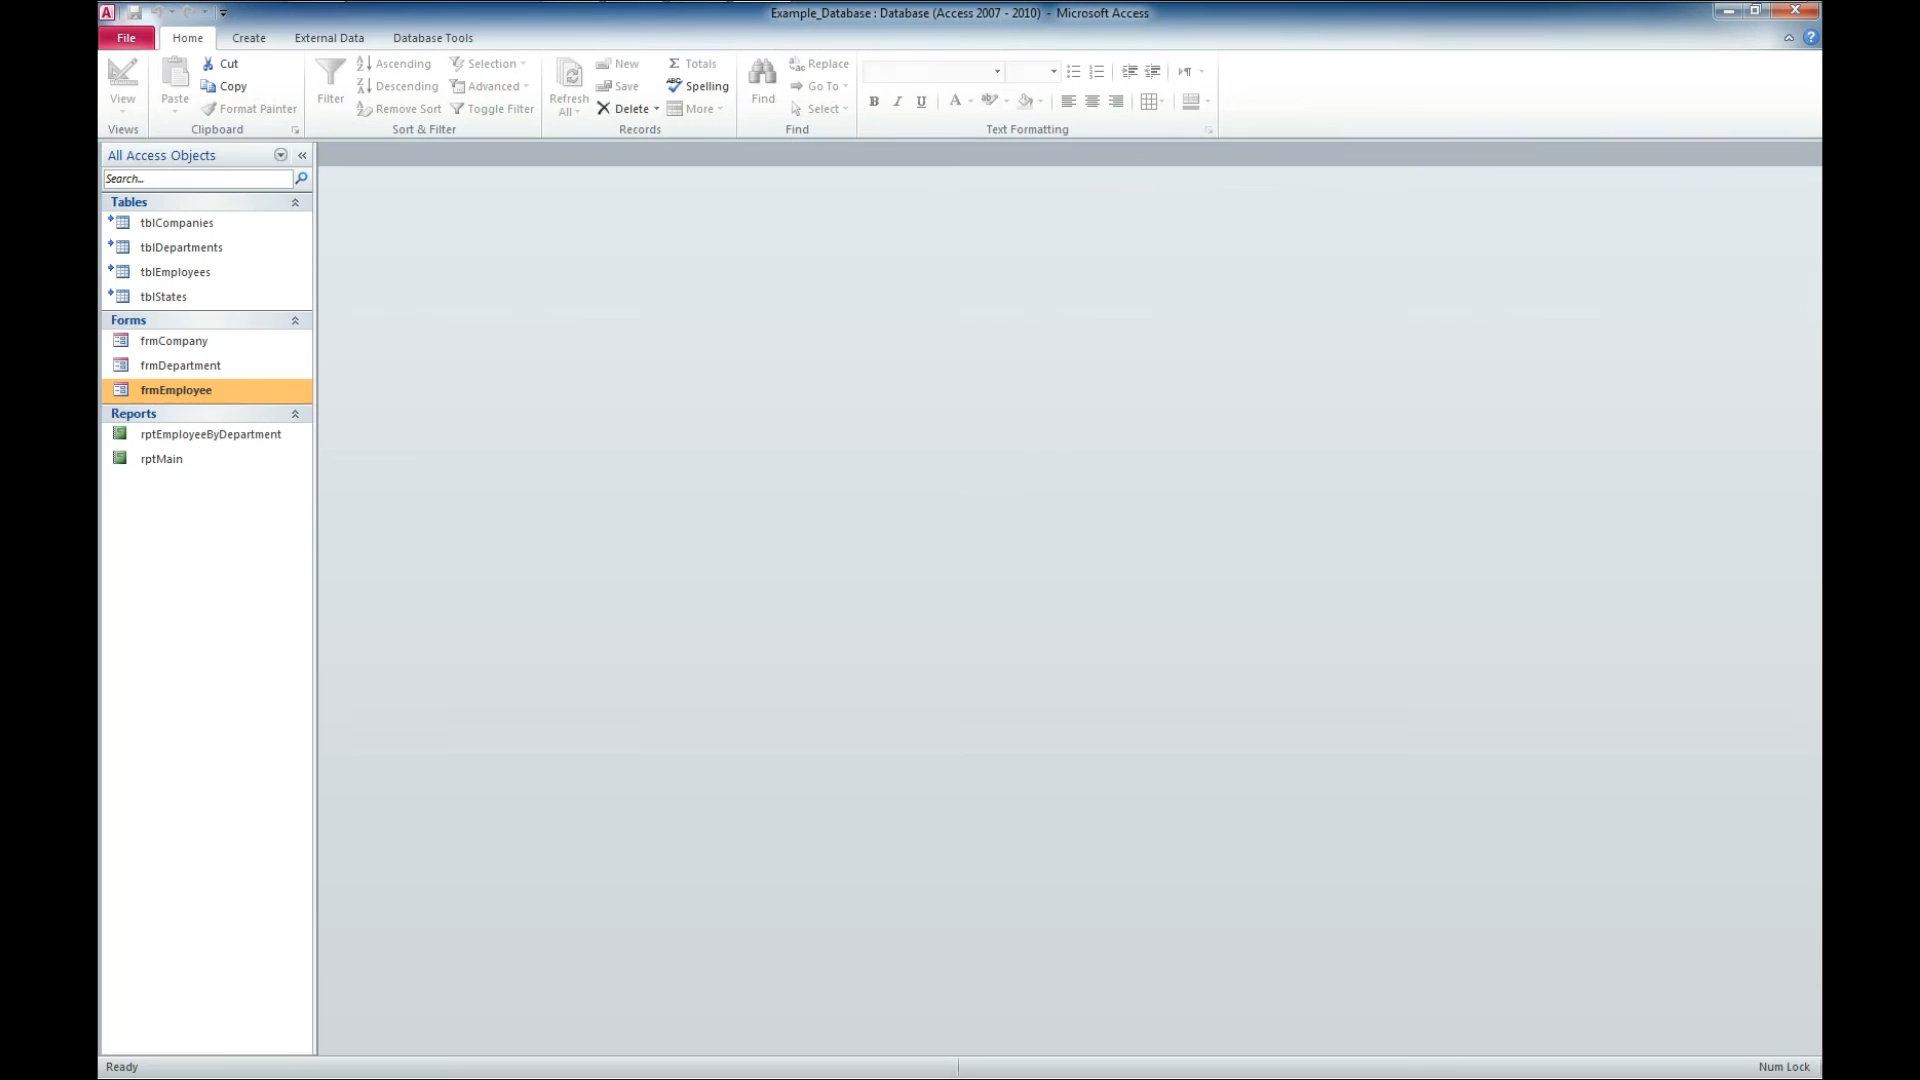 Example_Database : Database (Access 2007 - 2010) - Microsoft Access
File Home Create External Data Database Tools
View
Views
Paste
Cut
Copy
Format Painter
Clipboard
Filter
Ascending
Descending
Remove Sort
Selection
Advanced
Toggle Filter
Sort & Filter
Refresh
All
New
Save
Delete
Totals
Spelling
More
Records
Find
Replace
Go To
Select
Find
B I U A
Text Formatting
All Access Objects
Search...
Tables
tblCompanies
tblDepartments
tblEmployees
tblStates
Forms
frmCompany
frmDepartment
frmEmployee
Reports
rptEmployeeByDepartment
rptMain
Ready
Num Lock